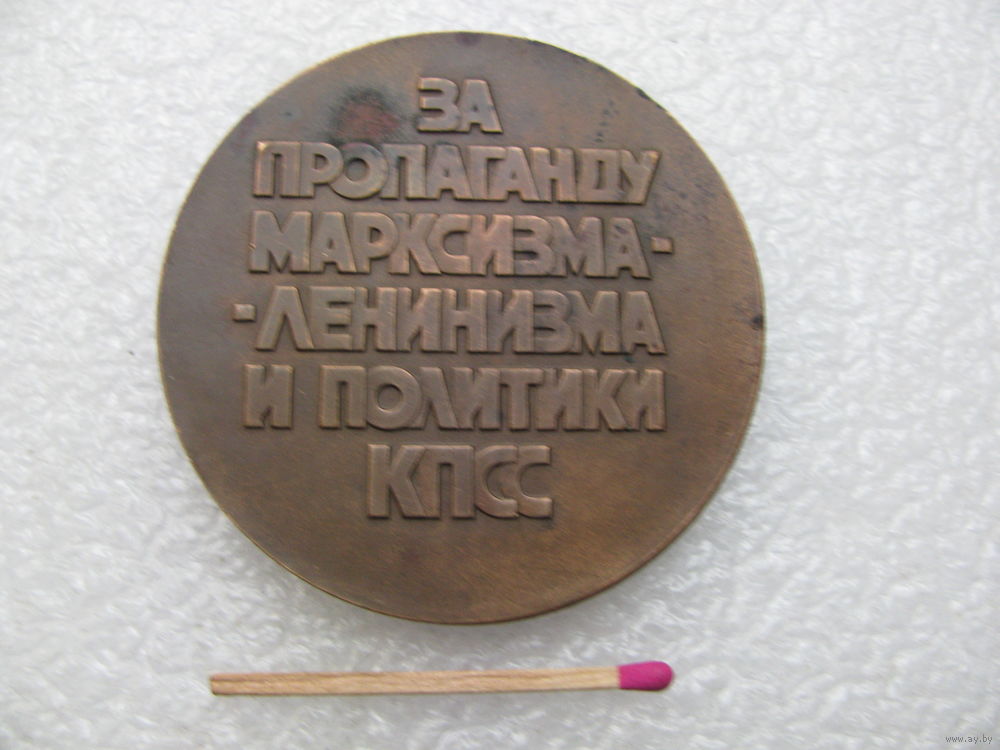 ЗА
ПРОПАГАНДУ
МАРКСИЗМА-
-ЛЕНИНИЗМА
И ПОЛИТИКИ
КПСС
www.ay.by